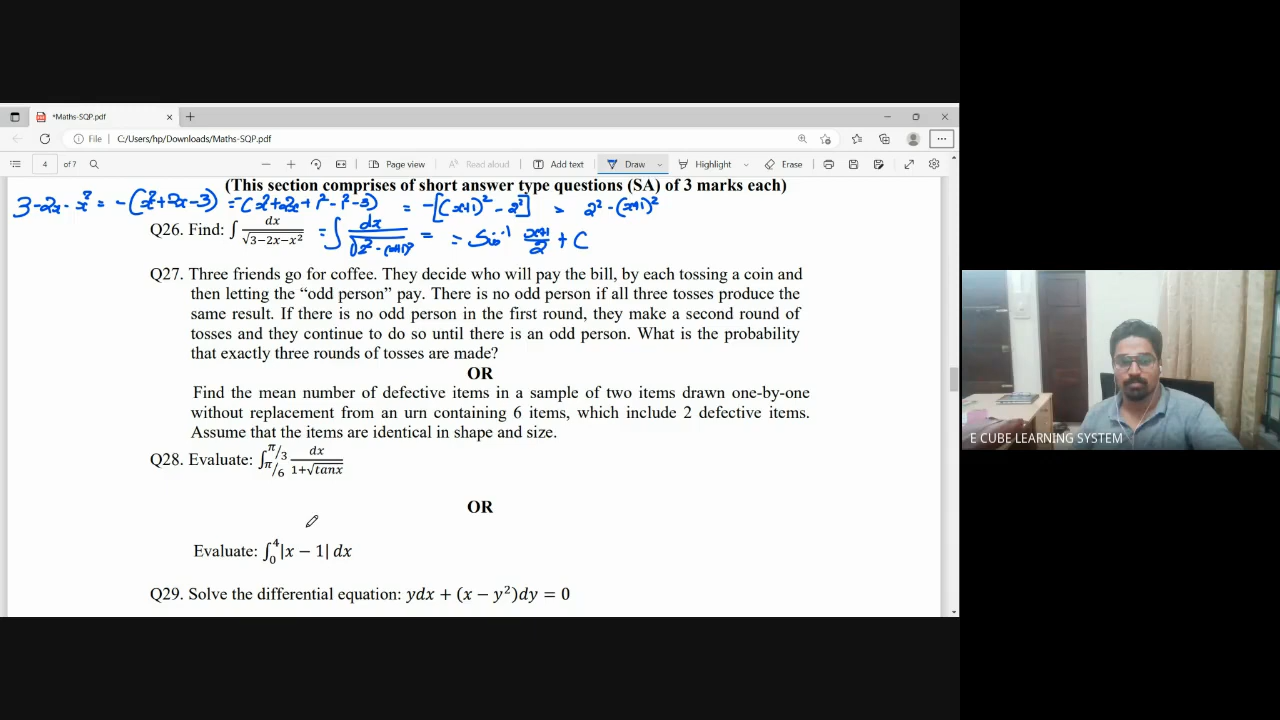 *Maths-SQP.pdf
File C:/Users/hp/Downloads/Maths-SQP.pdf
4 of 7 Page view Read aloud Add text Draw Highlight Erase
(This section comprises of short answer type questions (SA) of 3 marks each)
3-2x-x² = -(x²+2x-3) = -(x²+2x+1²-1²-3) = -[(x+1)²-2²] = 2²-(x+1)²
Q26. Find: ∫ dx/√(3−2x−x²) = ∫ dx/√(2²-(x+1)²) = = Sin⁻¹ (x+1)/2 + C
Q27. Three friends go for coffee. They decide who will pay the bill, by each tossing a coin and
then letting the “odd person” pay. There is no odd person if all three tosses produce the
same result. If there is no odd person in the first round, they make a second round of
tosses and they continue to do so until there is an odd person. What is the probability
that exactly three rounds of tosses are made?
OR
Find the mean number of defective items in a sample of two items drawn one-by-one
without replacement from an urn containing 6 items, which include 2 defective items.
Assume that the items are identical in shape and size.
Q28. Evaluate: ∫_{π/6}^{π/3} dx/(1+√tanx)
OR
Evaluate: ∫_0^4 |x − 1| dx
Q29. Solve the differential equation: ydx + (x − y²)dy = 0
E CUBE LEARNING SYSTEM